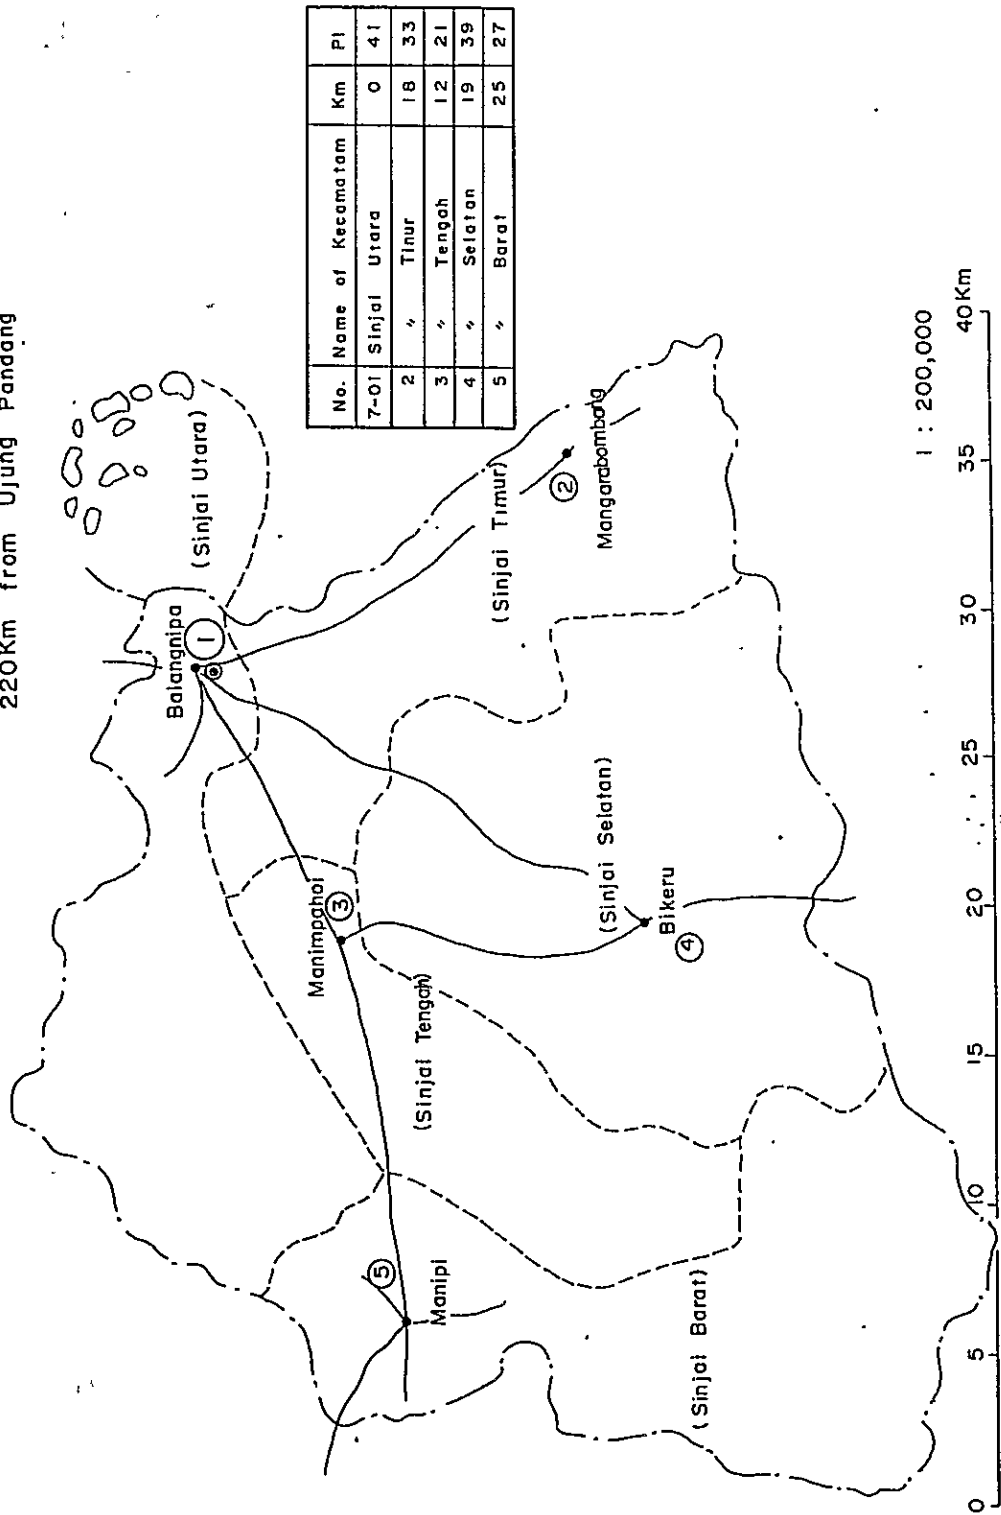 220Km from Ujung Pandang
No. Name of Kecamatam Km Pl
7-01 Sinjai Utara 0 41
2 〃 Tinur 18 33
3 〃 Tengah 12 21
4 〃 Selatan 19 39
5 〃 Barat 25 27
(Sinjai Utara)
Balangnipa
1
(Sinjai Timur)
2
Mangarabombang
Manimpahoi
3
(Sinjai Tengah)
(Sinjai Selatan)
Bikeru
4
5
Manipi
(Sinjai Barat)
1 : 200,000
0 5 10 15 20 25 30 35 40Km